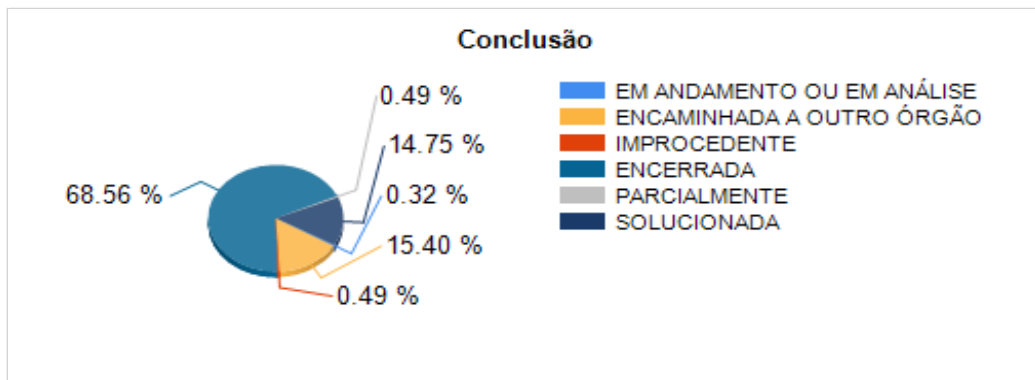 Conclusão
0.49 %
14.75 %
68.56 %
0.32 %
15.40 %
0.49 %
EM ANDAMENTO OU EM ANÁLISE
ENCAMINHADA A OUTRO ÓRGÃO
IMPROCEDENTE
ENCERRADA
PARCIALMENTE
SOLUCIONADA